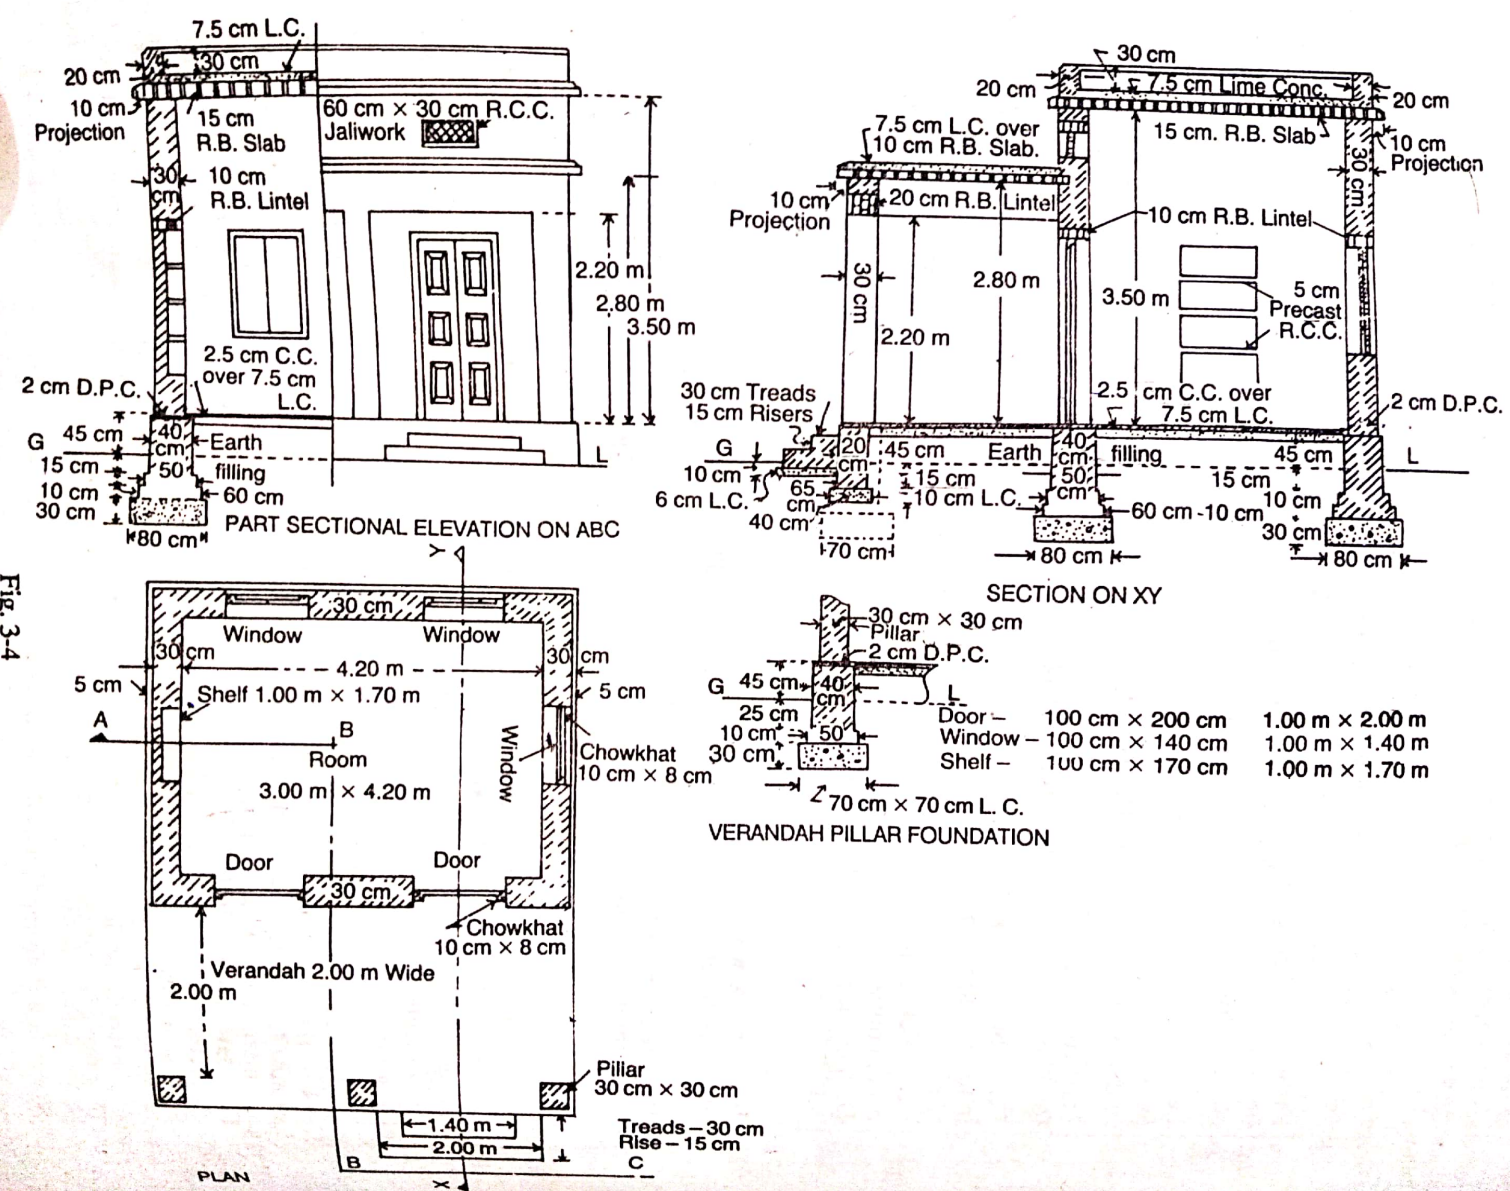 7.5 cm L.C.
30 cm
20 cm
10 cm
Projection
15 cm
R.B. Slab
60 cm × 30 cm R.C.C.
Jaliwork
30
cm
10 cm
R.B. Lintel
2.20 m
2.80 m
3.50 m
2.5 cm C.C.
over 7.5 cm
L.C.
2 cm D.P.C.
G
45 cm
40
cm
50
Earth
filling
15 cm
10 cm
30 cm
60 cm
80 cm
L
PART SECTIONAL ELEVATION ON ABC
30 cm
20 cm
7.5 cm Lime Conc.
20 cm
7.5 cm L.C. over
10 cm R.B. Slab.
15 cm. R.B. Slab
10 cm
Projection
30 cm
10 cm
Projection
20 cm R.B. Lintel
10 cm R.B. Lintel
30 cm
2.80 m
3.50 m
2.20 m
5 cm
Precast
R.C.C.
30 cm Treads
15 cm Risers
2.5 cm C.C. over
7.5 cm L.C.
2 cm D.P.C.
G
20
cm
45 cm
Earth
40
cm
filling
45 cm
L
10 cm
15 cm
50
cm
15 cm
6 cm L.C.
65
cm
10 cm L.C.
60 cm -10 cm
10 cm
40 cm
30 cm
70 cm
80 cm
80 cm
SECTION ON XY
Fig. 3-4
Y
30 cm
Window
Window
30 cm
4.20 m
30 cm
5 cm
5 cm
Shelf 1.00 m × 1.70 m
A
B
Room
3.00 m × 4.20 m
Window
Chowkhat
10 cm × 8 cm
Door
Door
30 cm
Chowkhat
10 cm × 8 cm
Verandah 2.00 m Wide
2.00 m
Pillar
30 cm × 30 cm
1.40 m
2.00 m
Treads – 30 cm
Rise – 15 cm
B
C
X
PLAN
30 cm × 30 cm
Pillar
2 cm D.P.C.
G
45 cm
40
cm
L
25 cm
10 cm
50
30 cm
70 cm × 70 cm L. C.
VERANDAH PILLAR FOUNDATION
Door – 100 cm × 200 cm 1.00 m × 2.00 m
Window – 100 cm × 140 cm 1.00 m × 1.40 m
Shelf – 100 cm × 170 cm 1.00 m × 1.70 m